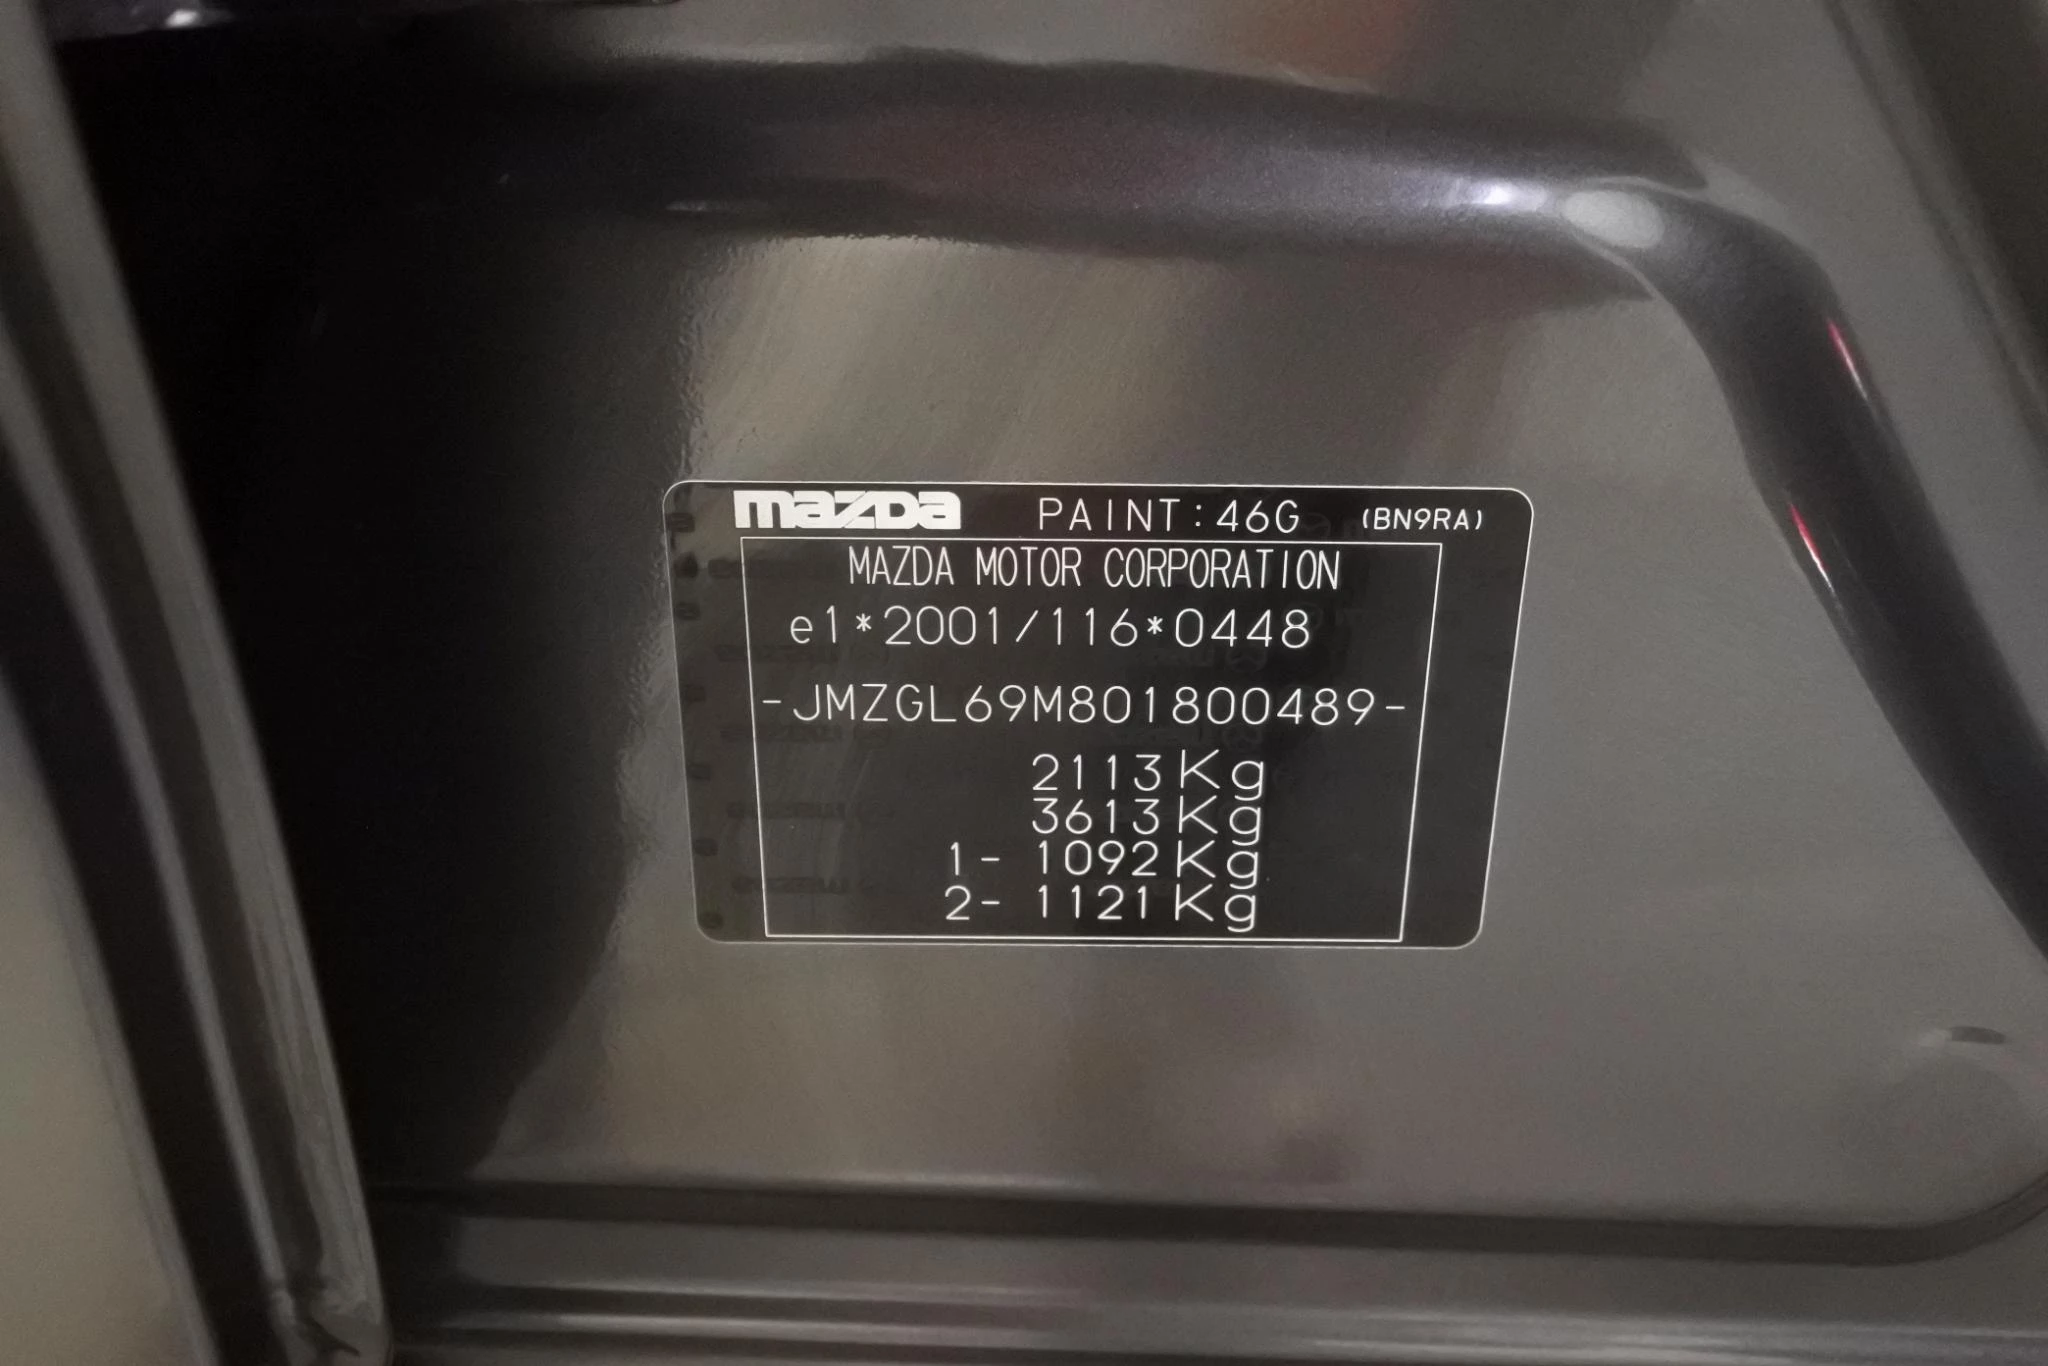 mazda PAINT:46G (BN9RA)
MAZDA MOTOR CORPORATION
e1*2001/116*0448
-JMZGL69M801800489-
2113Kg
3613Kg
1- 1092Kg
2- 1121Kg